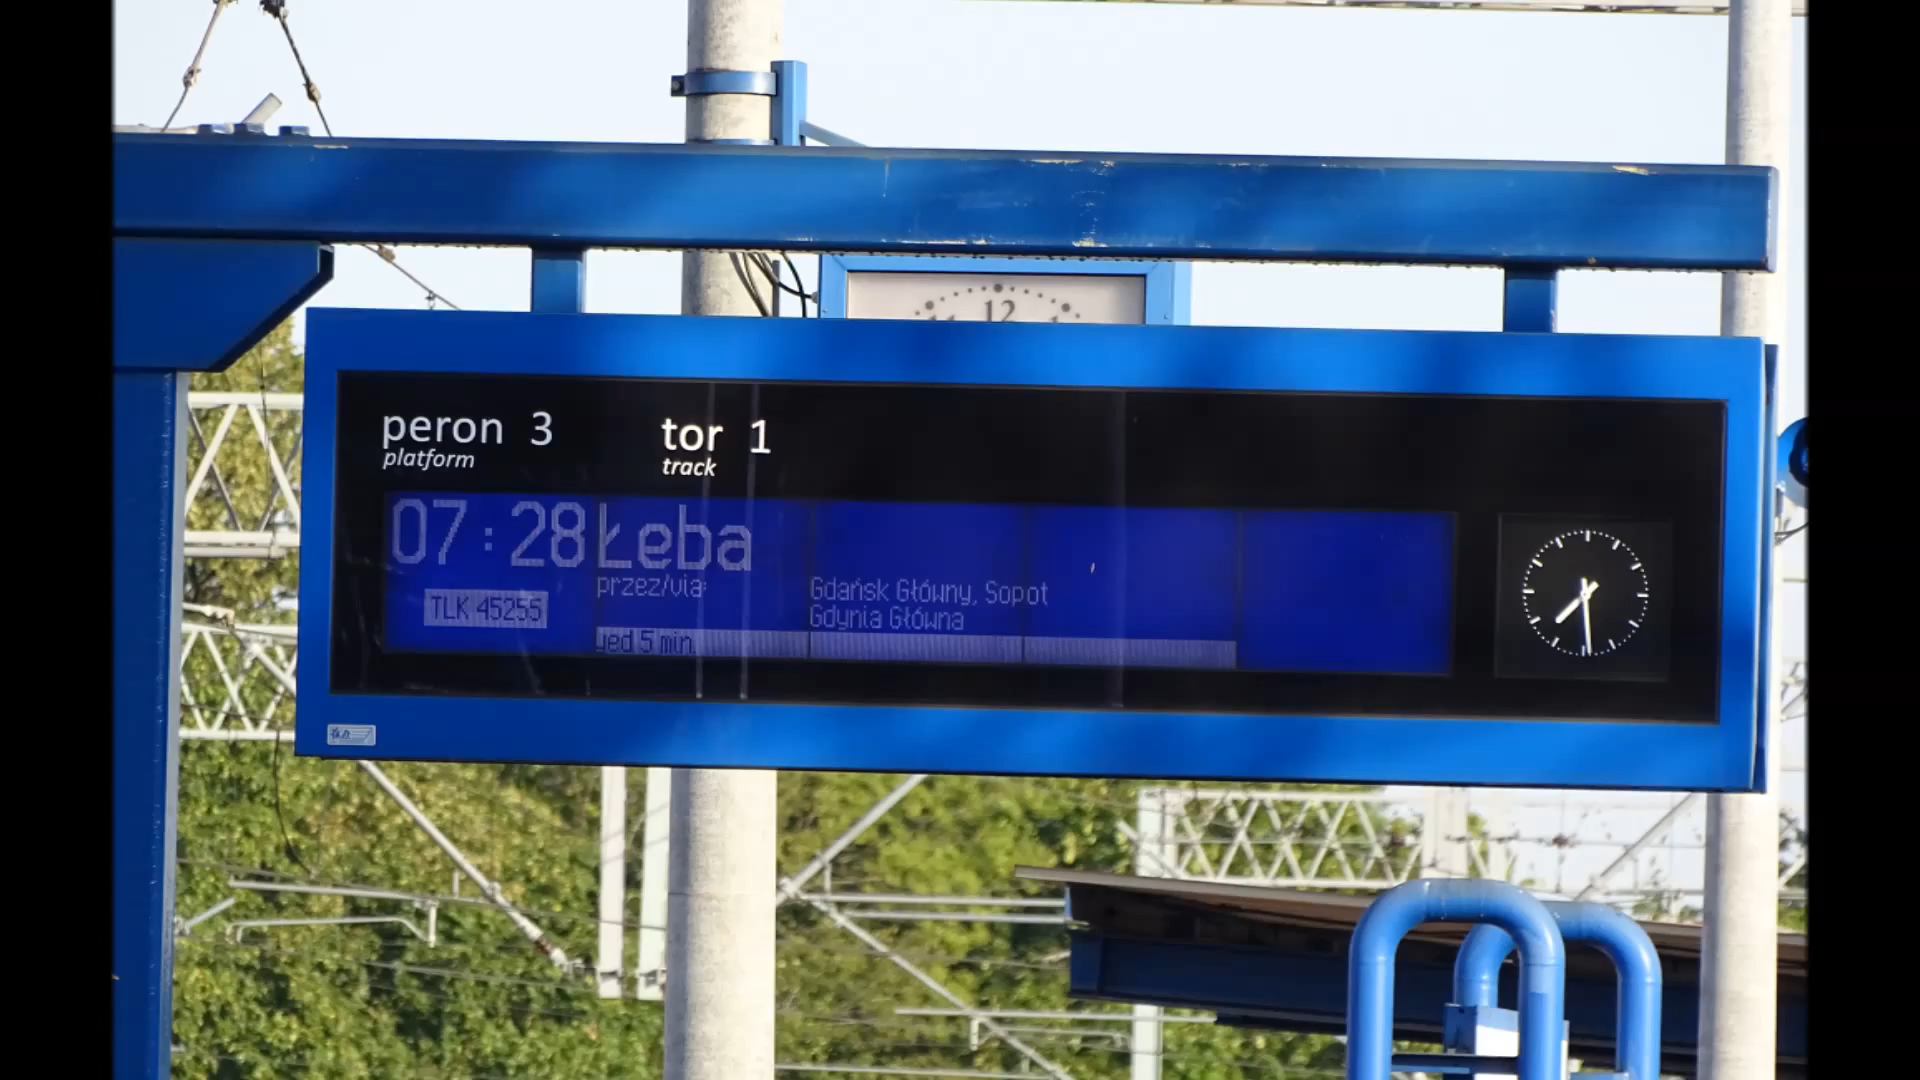 12
peron 3 tor 1
platform track
07:28 Łeba
przez/via: Gdańsk Główny, Sopot
TLK 45255 Gdynia Główna
5 min.